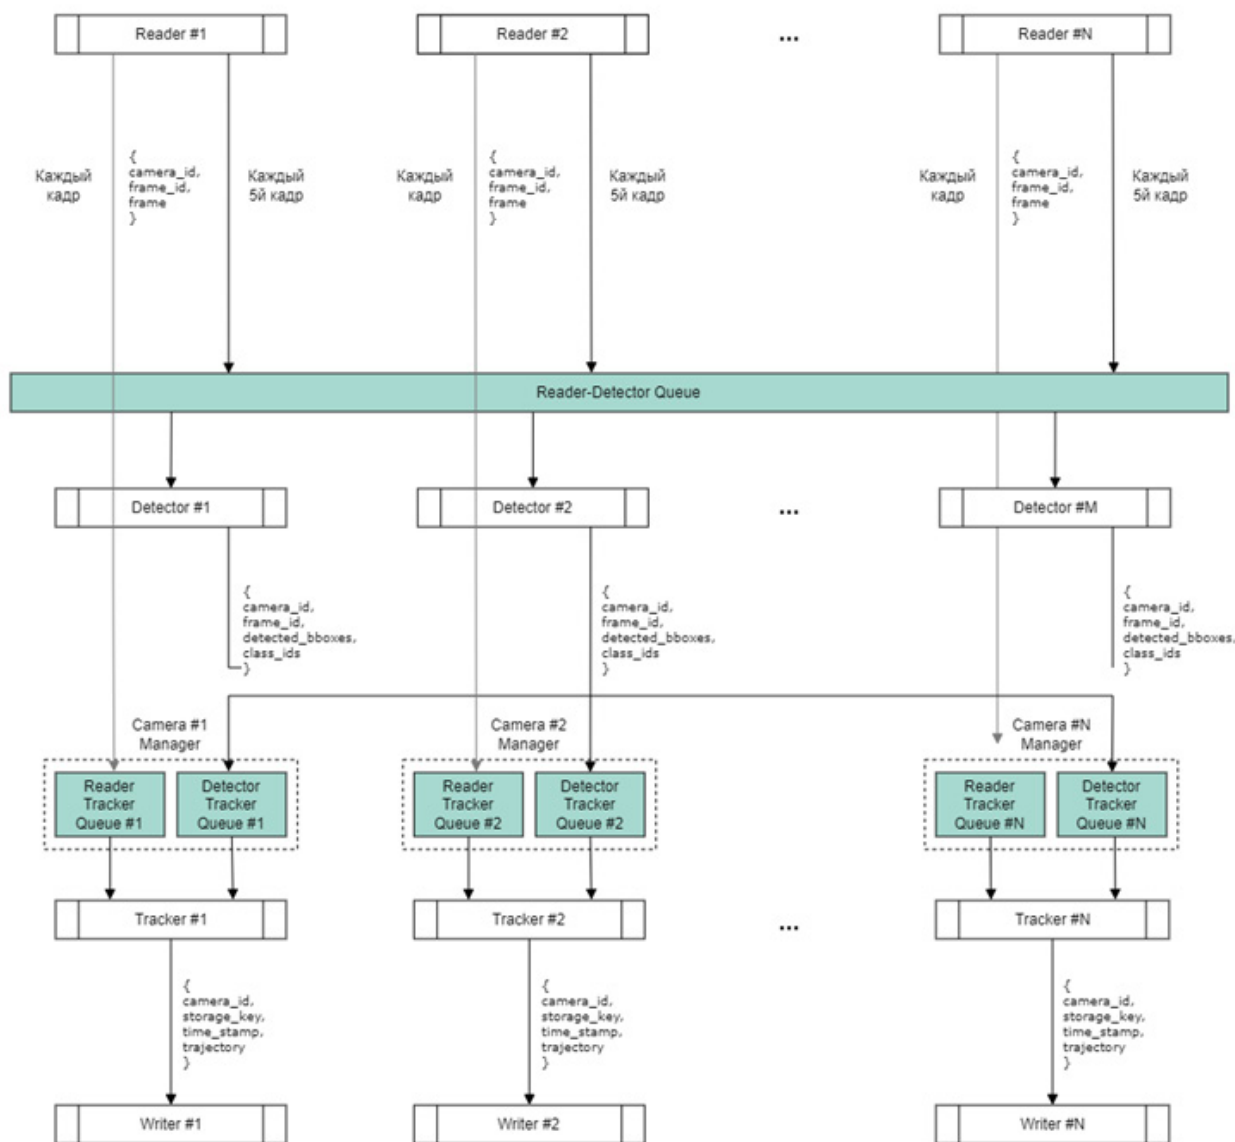 Reader #1
Reader #2
...
Reader #N
Каждый
кадр
{
camera_id,
frame_id,
frame
}
Каждый
5й кадр
Каждый
кадр
{
camera_id,
frame_id,
frame
}
Каждый
5й кадр
Каждый
кадр
{
camera_id,
frame_id,
frame
}
Каждый
5й кадр
Reader-Detector Queue
Detector #1
Detector #2
...
Detector #M
{
camera_id,
frame_id,
detected_bboxes,
class_ids
}
{
camera_id,
frame_id,
detected_bboxes,
class_ids
}
{
camera_id,
frame_id,
detected_bboxes,
class_ids
}
Camera #1
Manager
Camera #2
Manager
Camera #N
Manager
Reader
Tracker
Queue #1
Detector
Tracker
Queue #1
Reader
Tracker
Queue #2
Detector
Tracker
Queue #2
Reader
Tracker
Queue #N
Detector
Tracker
Queue #N
Tracker #1
Tracker #2
...
Tracker #N
{
camera_id,
storage_key,
time_stamp,
trajectory
}
{
camera_id,
storage_key,
time_stamp,
trajectory
}
{
camera_id,
storage_key,
time_stamp,
trajectory
}
Writer #1
Writer #2
Writer #N